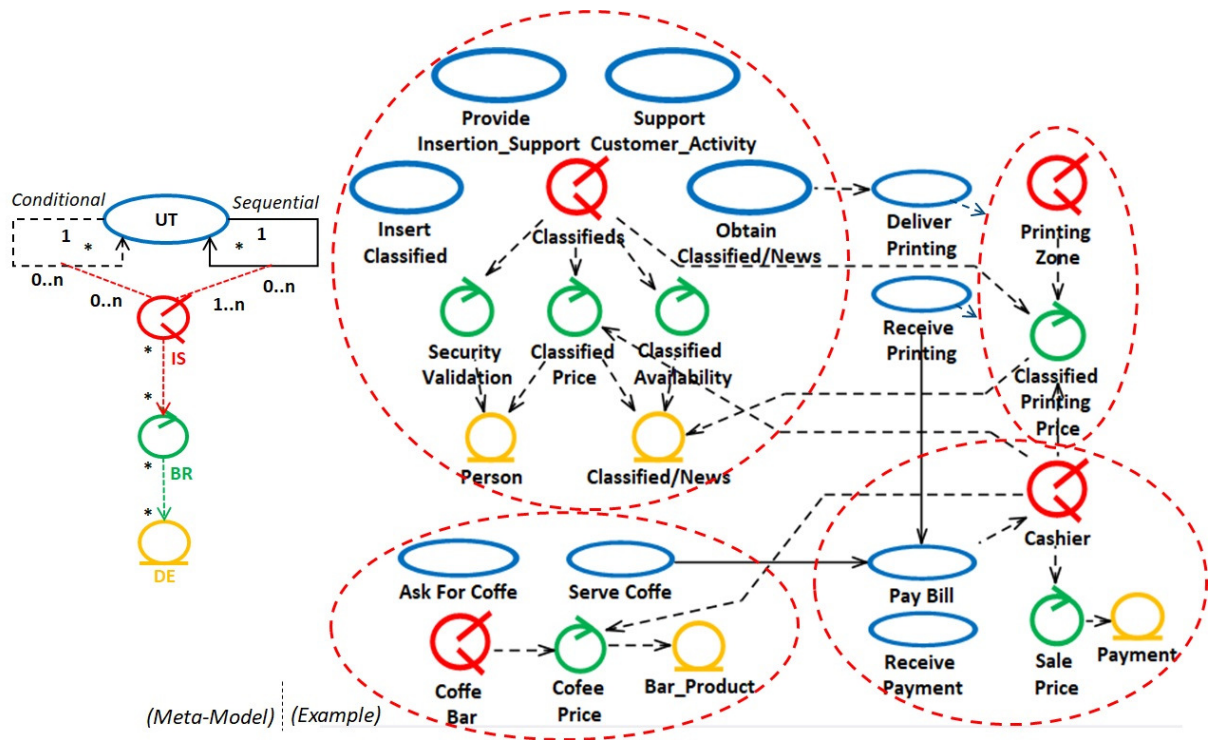 Conditional
Sequential
UT
1
*
*
1
0..n
0..n
0..n
1..n
*
IS
*
*
BR
*
DE
(Meta-Model)
(Example)
Provide
Insertion_Support
Support
Customer_Activity
Insert
Classified
Classifieds
Obtain
Classified/News
Deliver
Printing
Printing
Zone
Receive
Printing
Security
Validation
Classified
Price
Classified
Availability
Classified
Printing
Price
Person
Classified/News
Cashier
Ask For Coffe
Serve Coffe
Pay Bill
Coffe
Bar
Cofee
Price
Bar_Product
Receive
Payment
Sale
Price
Payment